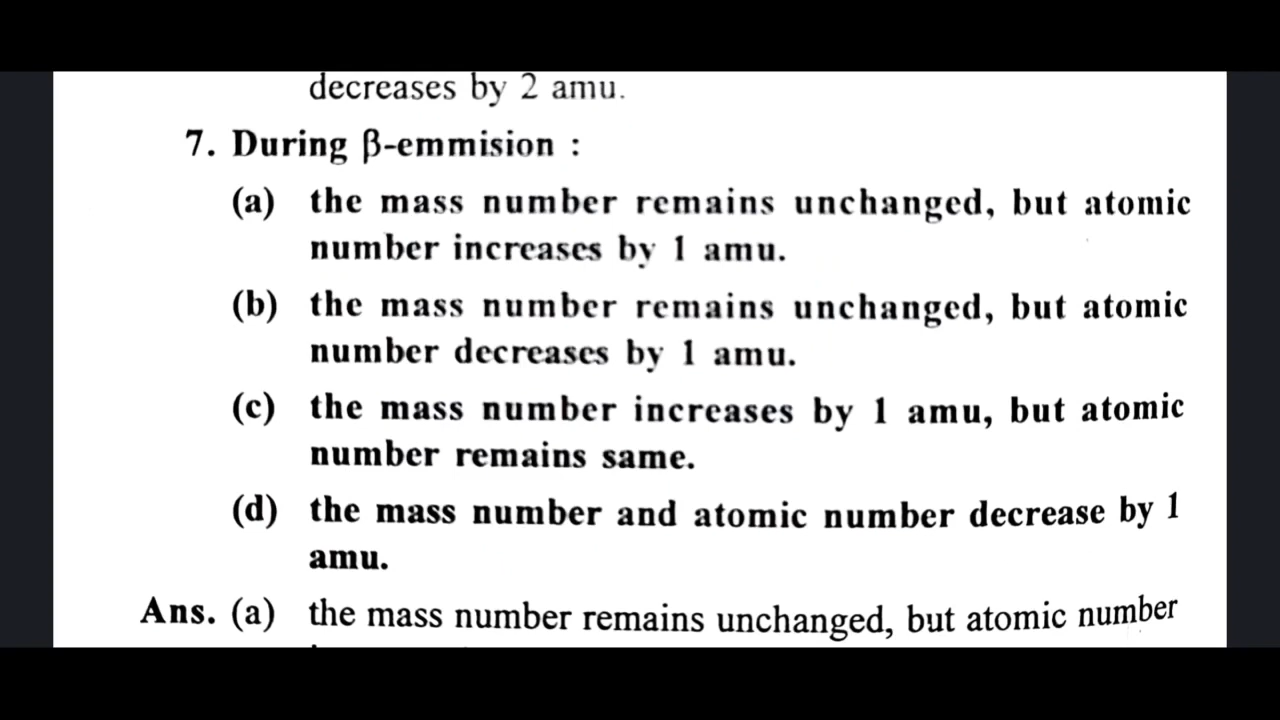 decreases by 2 amu.
7. During β-emmision :
(a) the mass number remains unchanged, but atomic
number increases by 1 amu.
(b) the mass number remains unchanged, but atomic
number decreases by 1 amu.
(c) the mass number increases by 1 amu, but atomic
number remains same.
(d) the mass number and atomic number decrease by 1
amu.
Ans. (a) the mass number remains unchanged, but atomic number